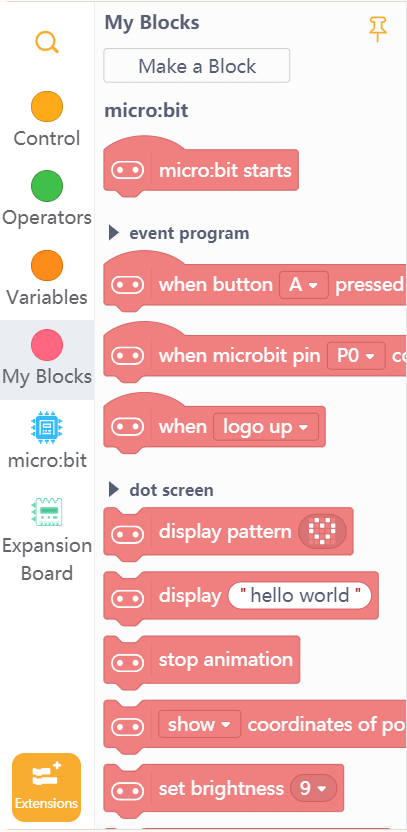 My Blocks
Make a Block
Control
Operators
Variables
My Blocks
micro:bit
Expansion
Board
Extensions
micro:bit
micro:bit starts
event program
when button A pressed
when microbit pin P0 co
when logo up
dot screen
display pattern
display "hello world"
stop animation
show coordinates of po
set brightness 9